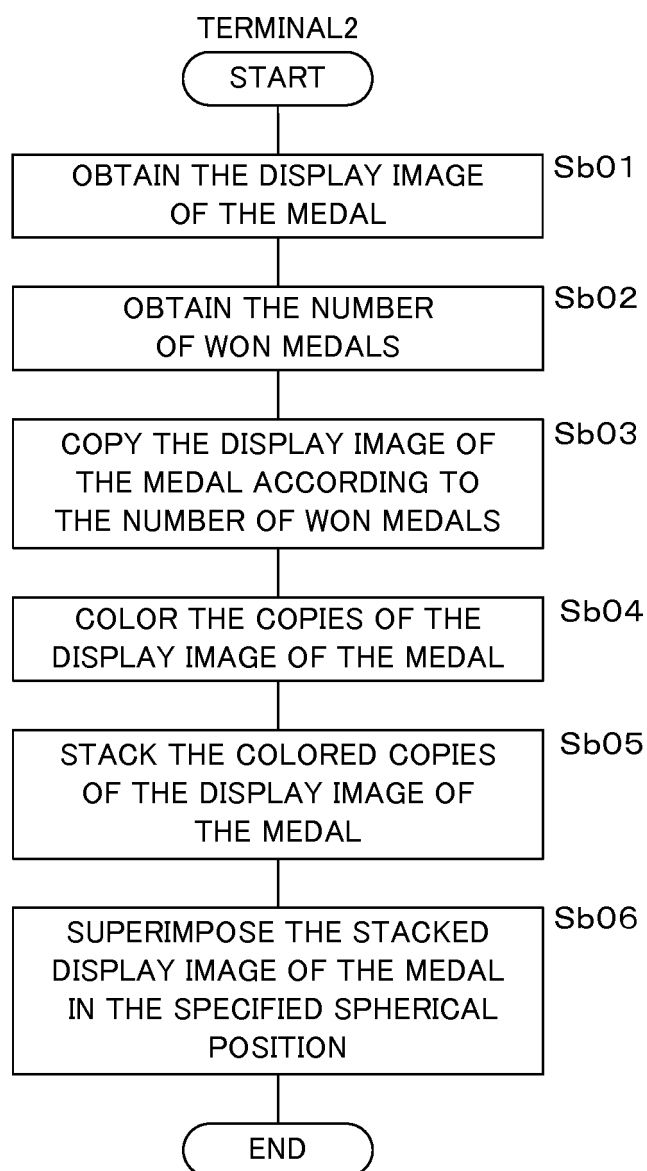 TERMINAL2
START
Sb01
OBTAIN THE DISPLAY IMAGE
OF THE MEDAL
Sb02
OBTAIN THE NUMBER
OF WON MEDALS
Sb03
COPY THE DISPLAY IMAGE OF
THE MEDAL ACCORDING TO
THE NUMBER OF WON MEDALS
Sb04
COLOR THE COPIES OF THE
DISPLAY IMAGE OF THE MEDAL
Sb05
STACK THE COLORED COPIES
OF THE DISPLAY IMAGE OF
THE MEDAL
Sb06
SUPERIMPOSE THE STACKED
DISPLAY IMAGE OF THE MEDAL
IN THE SPECIFIED SPHERICAL
POSITION
END